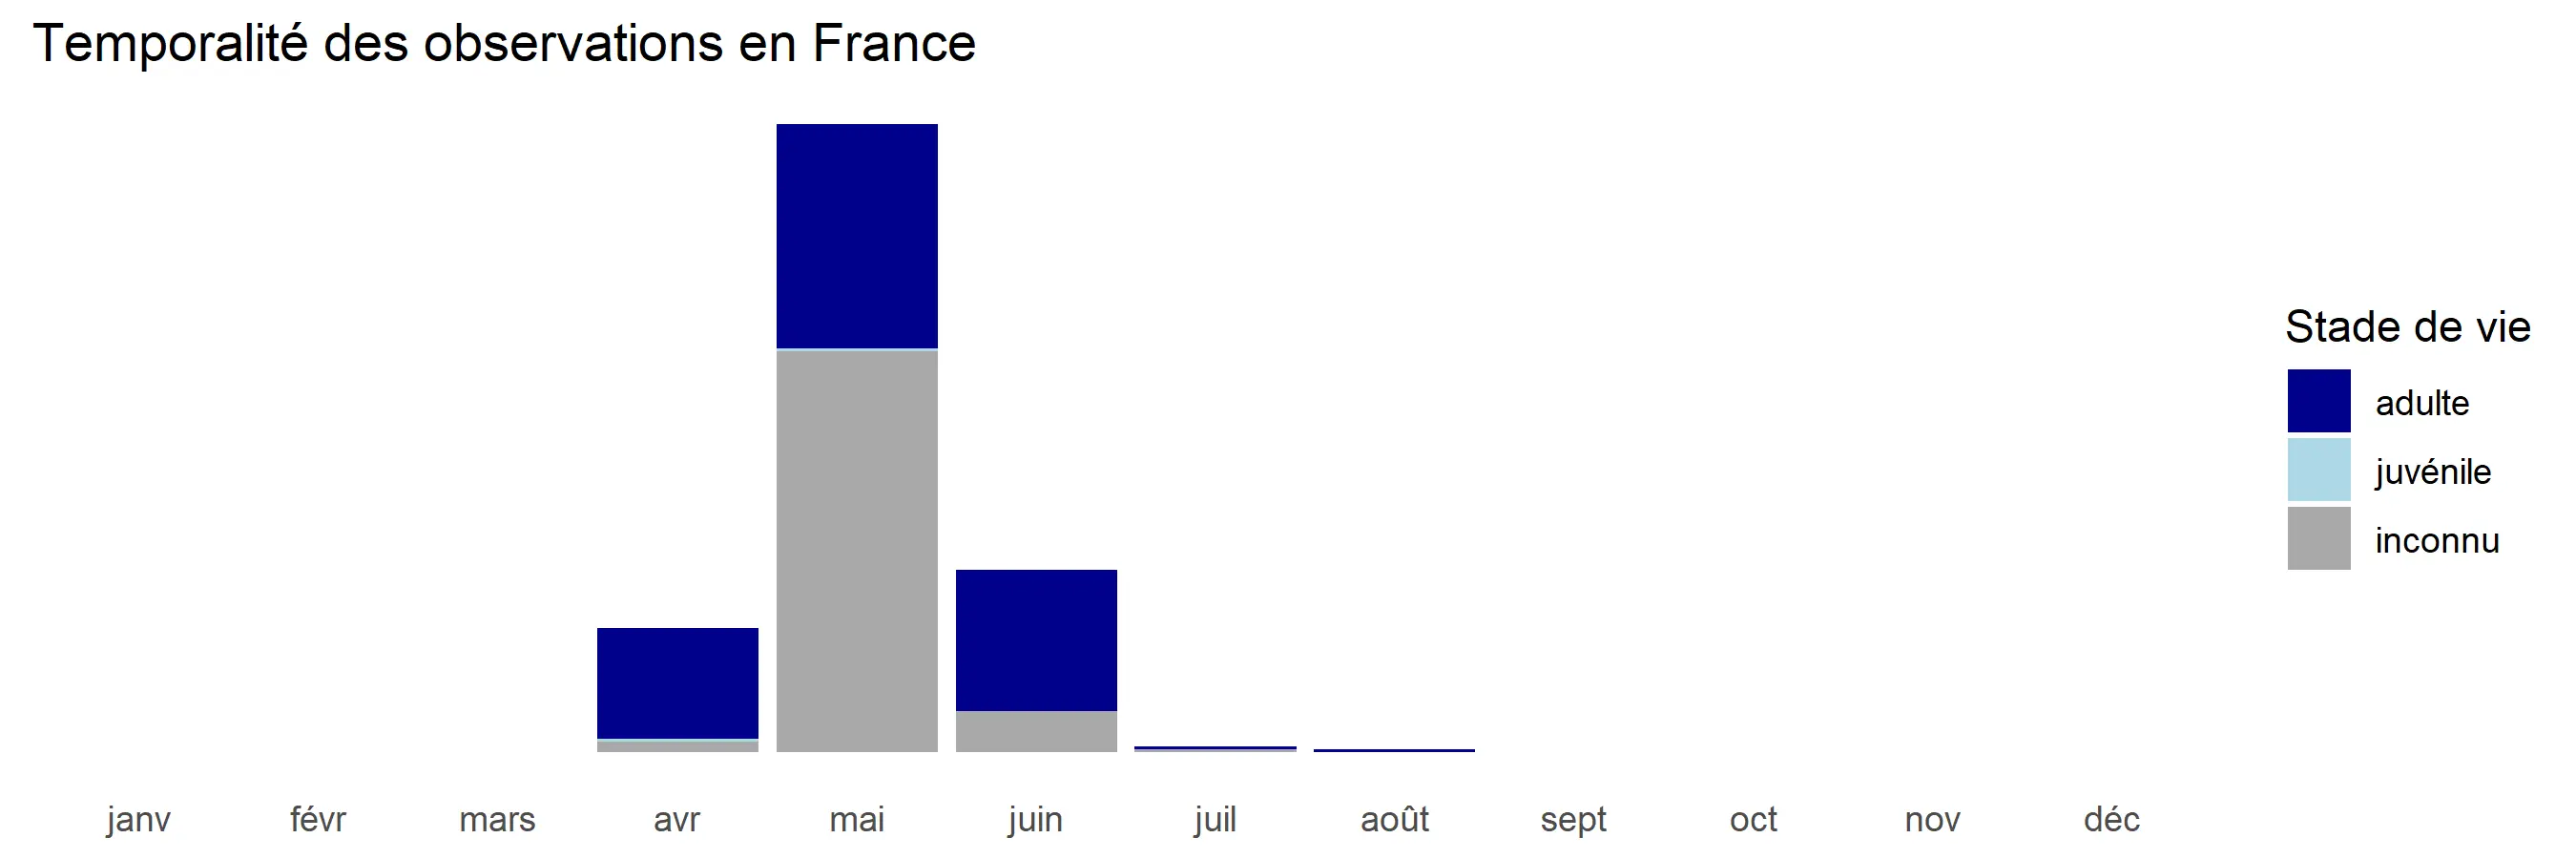 Temporalité des observations en France
Stade de vie
adulte
juvénile
inconnu
janv févr mars avr mai juin juil août sept oct nov déc